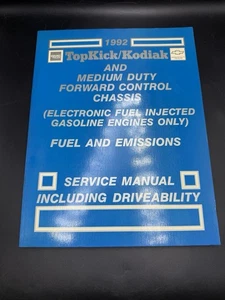 1992
TopKick/Kodiak
AND
MEDIUM DUTY
FORWARD CONTROL
CHASSIS
(ELECTRONIC FUEL INJECTED
GASOLINE ENGINES ONLY)
FUEL AND EMISSIONS
SERVICE MANUAL
INCLUDING DRIVEABILITY